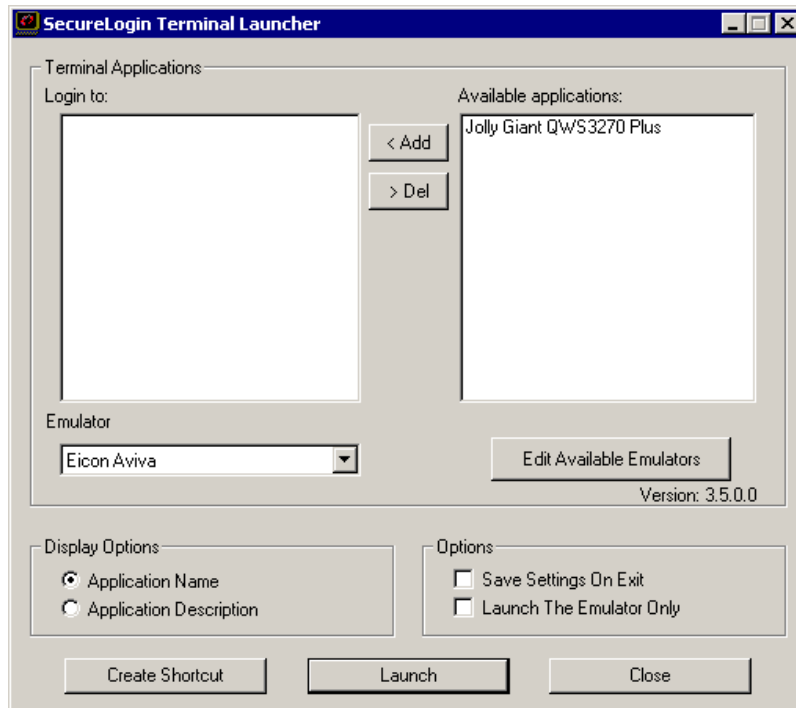 SecureLogin Terminal Launcher
Terminal Applications
Login to:
Available applications:
< Add
> Del
Jolly Giant QWS3270 Plus
Emulator
Eicon Aviva
Edit Available Emulators
Version: 3.5.0.0
Display Options
Application Name
Application Description
Options
Save Settings On Exit
Launch The Emulator Only
Create Shortcut
Launch
Close